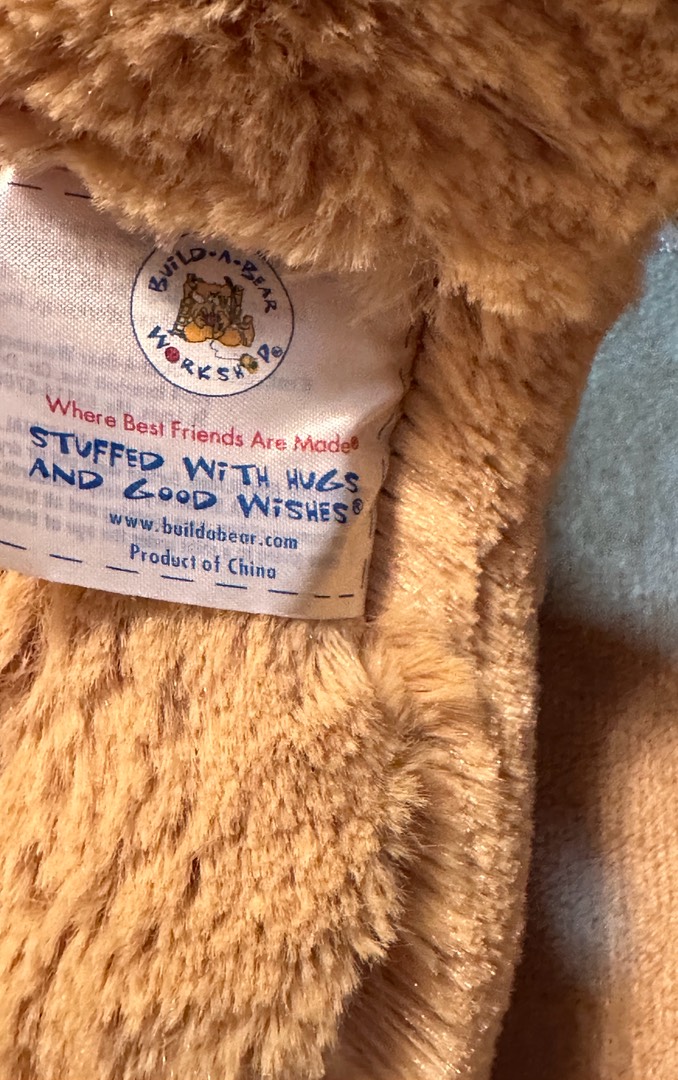 BUiLD-A-BEAR
WORKSHOP®
Where Best Friends Are Made®
STUFFED WiTH HUGS
AND GOOD WiSHES®
www.buildabear.com
Product of China